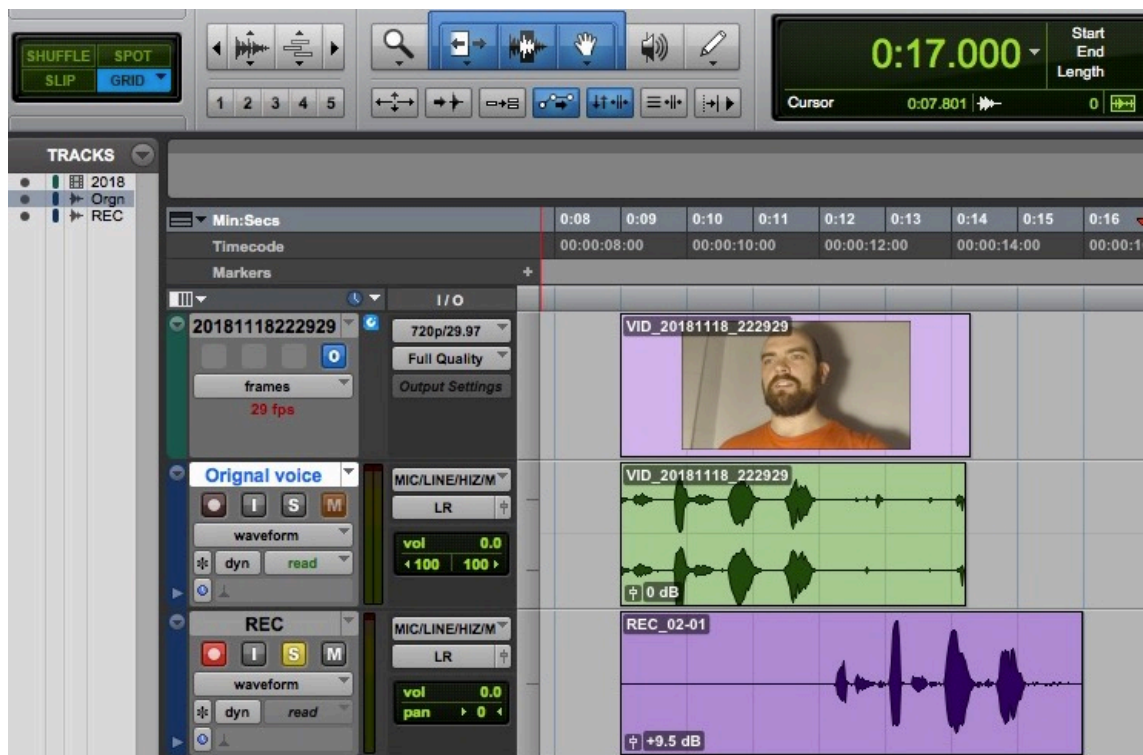 SHUFFLE SPOT
SLIP GRID
1 2 3 4 5
0:17.000
Start
End
Length
Cursor 0:07.801 0
TRACKS
2018
Orgn
REC
Min:Secs 0:08 0:09 0:10 0:11 0:12 0:13 0:14 0:15 0:16
Timecode 00:00:08:00 00:00:10:00 00:00:12:00 00:00:14:00 00:00:1
Markers +
I / O
20181118222929
O
frames
29 fps
720p/29.97
Full Quality
Output Settings
VID_20181118_222929
Orignal voice
I S M
waveform
dyn read
MIC/LINE/HIZ/M
LR
vol 0.0
100 100
VID_20181118_222929
0 dB
REC
I S M
waveform
dyn read
MIC/LINE/HIZ/M
LR
vol 0.0
pan 0
REC_02-01
+9.5 dB